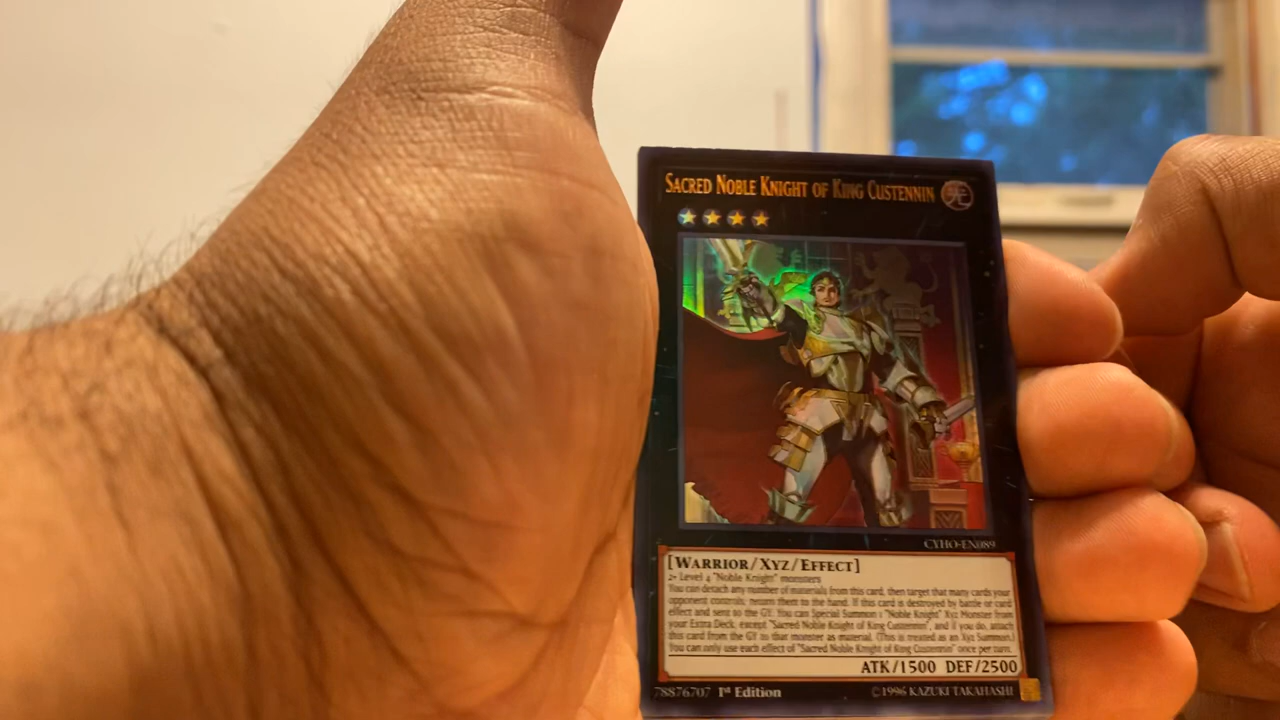 SACRED NOBLE KNIGHT OF KING CUSTENNIN 光
CYHO-EN089
[WARRIOR/XYZ/EFFECT]
2+ Level 4 "Noble Knight" monsters
You can detach any number of materials from this card, then target that many cards your
opponent controls; return them to the hand. If this card is destroyed by battle or card
effect and sent to the GY: You can Special Summon 1 "Noble Knight" Xyz Monster from
your Extra Deck, except "Sacred Noble Knight of King Custennin", and if you do, attach
this card from the GY to that monster as material. (This is treated as an Xyz Summon.)
You can only use each effect of "Sacred Noble Knight of King Custennin" once per turn.
ATK/1500 DEF/2500
78876707 1st Edition ©1996 KAZUKI TAKAHASHI